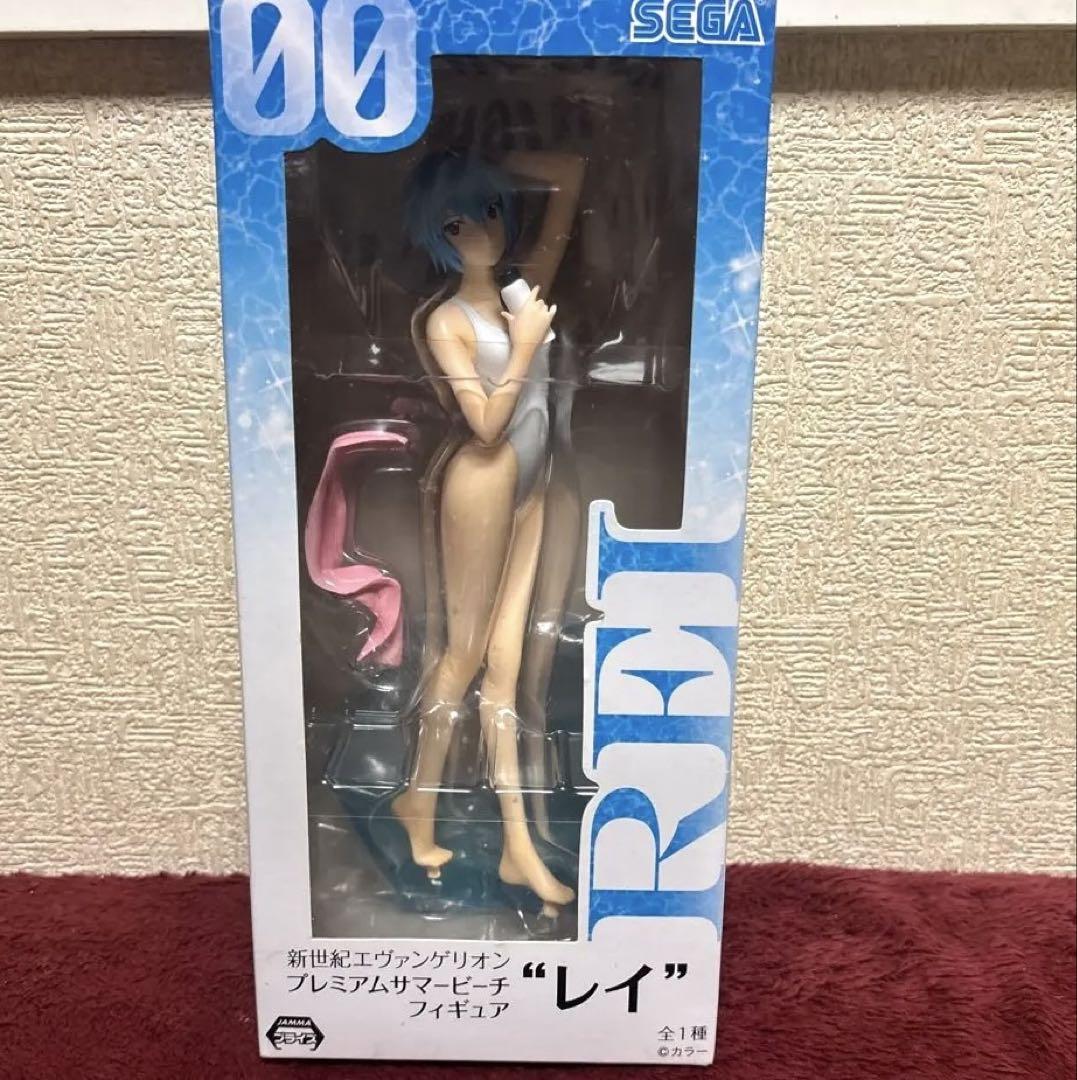 00
SEGA
REI
新世紀エヴァンゲリオン
プレミアムサマービーチ
フィギュア
“レイ”
JAMMA
プライズ
全1種
©カラー